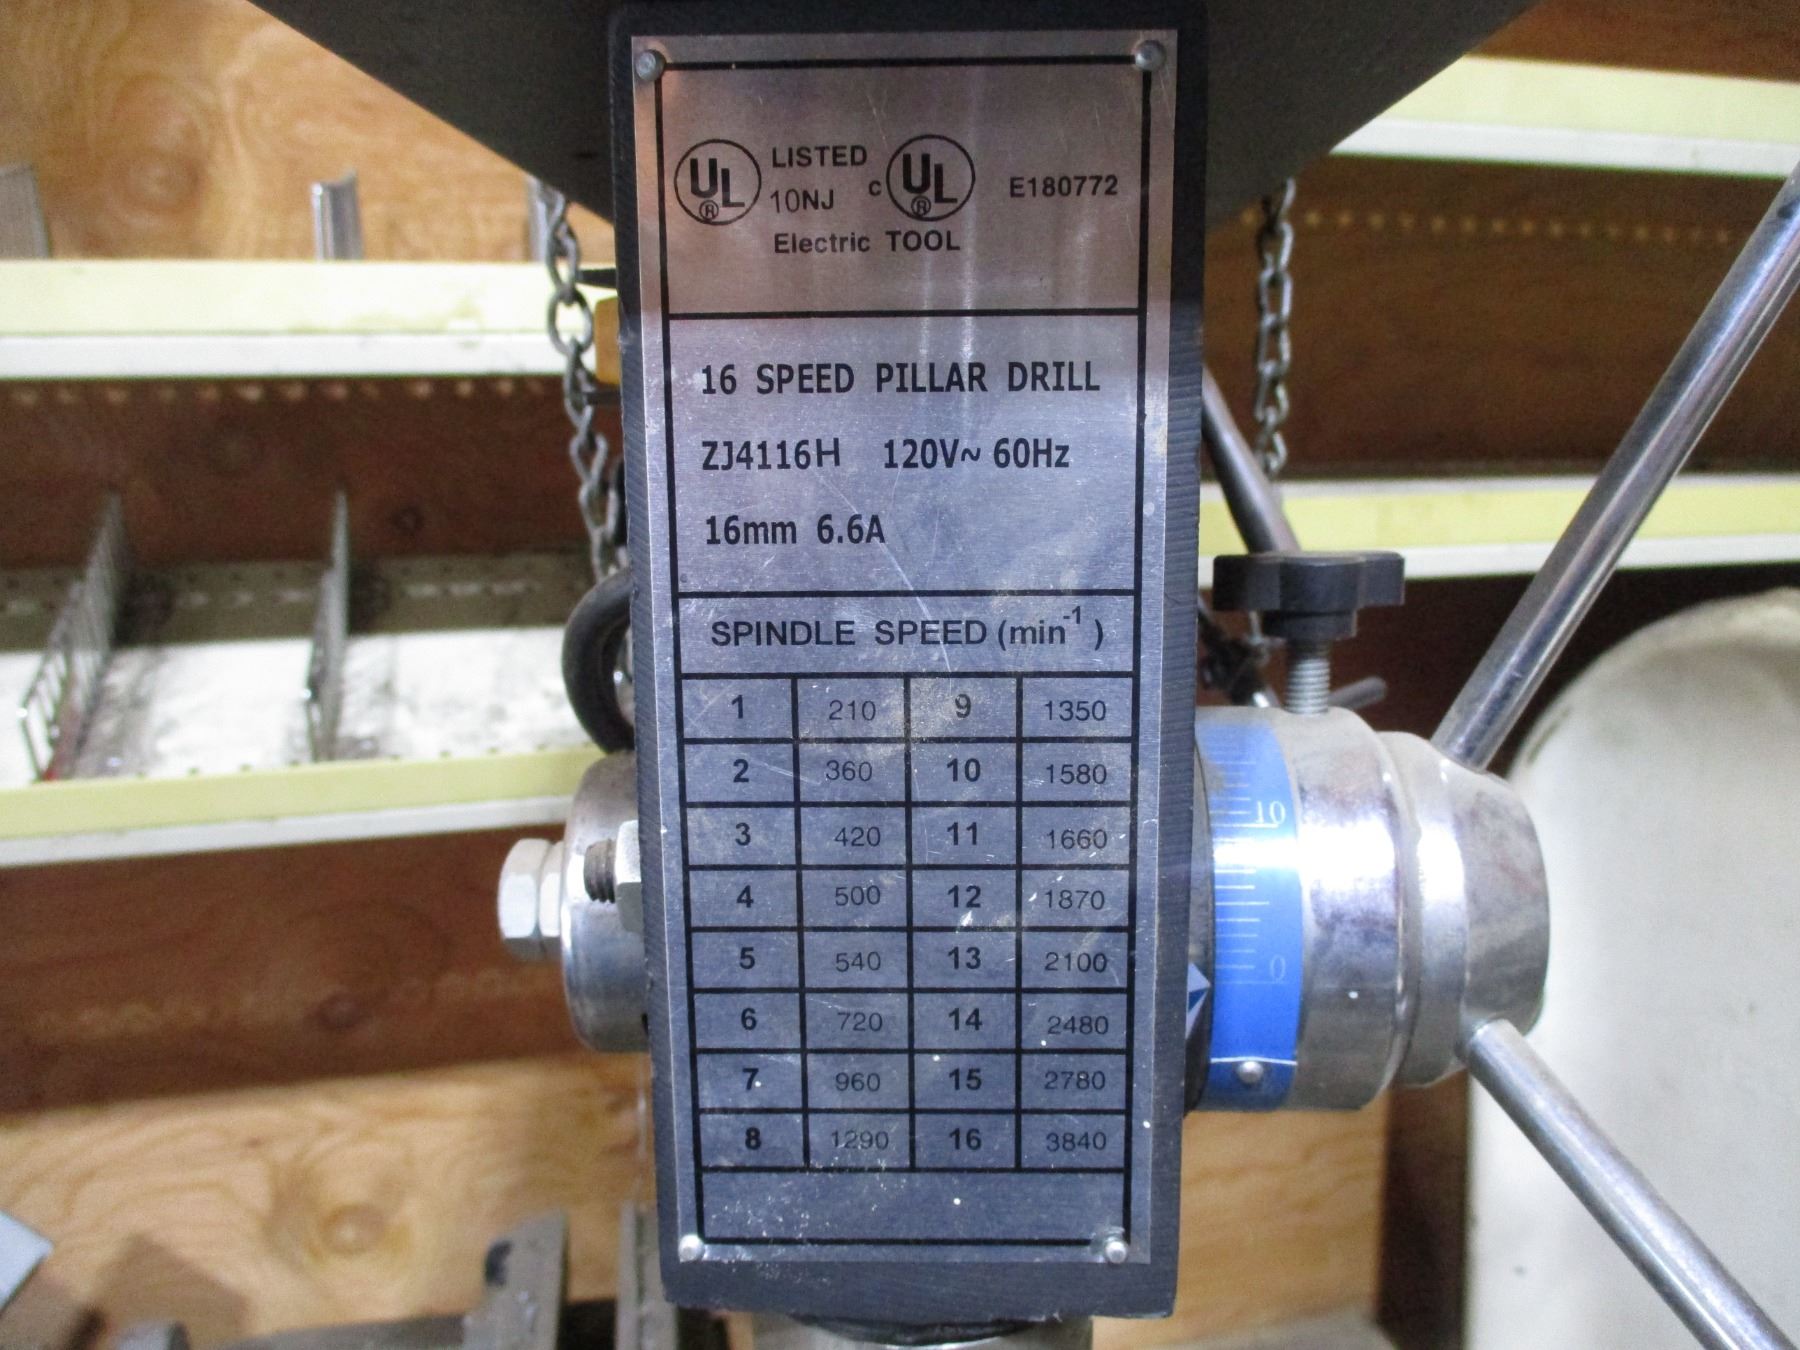 UL® LISTED c UL® E180772
10NJ
Electric TOOL
16 SPEED PILLAR DRILL
ZJ4116H 120V~ 60Hz
16mm 6.6A
SPINDLE SPEED (min-1)
1 210 9 1350
2 360 10 1580
3 420 11 1660
4 500 12 1870
5 540 13 2100
6 720 14 2480
7 960 15 2780
8 1290 16 3840
10
0